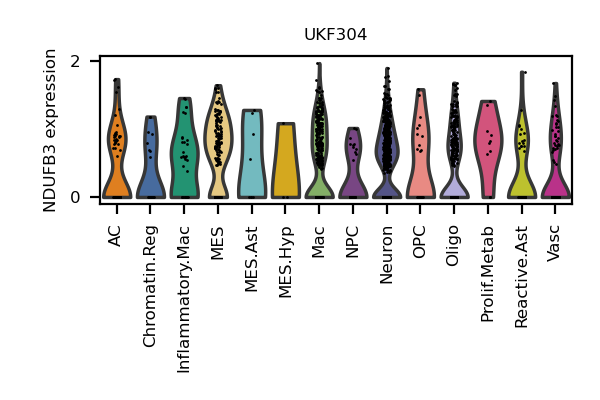 UKF304
NDUFB3 expression
2
0
AC
Chromatin.Reg
Inflammatory.Mac
MES
MES.Ast
MES.Hyp
Mac
NPC
Neuron
OPC
Oligo
Prolif.Metab
Reactive.Ast
Vasc